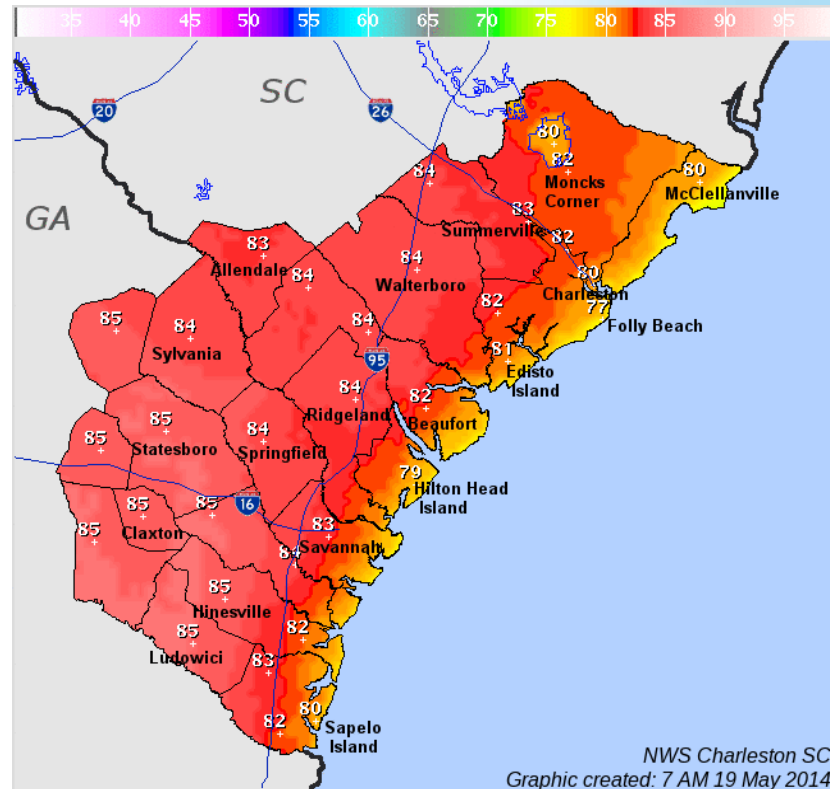 35 40 45 50 55 60 65 70 75 80 85 90 95
SC
20
26
80
82
Moncks
Corner
80
McClellanville
84
GA
83
Summerville
83
Allendale
84
84
Walterboro
82
80
Charleston
77
Folly Beach
82
85
84
Sylvania
84
95
81
Edisto
Island
84
Ridgeland
82
Beaufort
85
Statesboro
84
Springfield
85
79
Hilton Head
Island
85
Claxton
85
16
85
83
Savannah
84
85
Hinesville
85
Ludowici
82
83
82
80
Sapelo
Island
NWS Charleston SC
Graphic created: 7 AM 19 May 2014